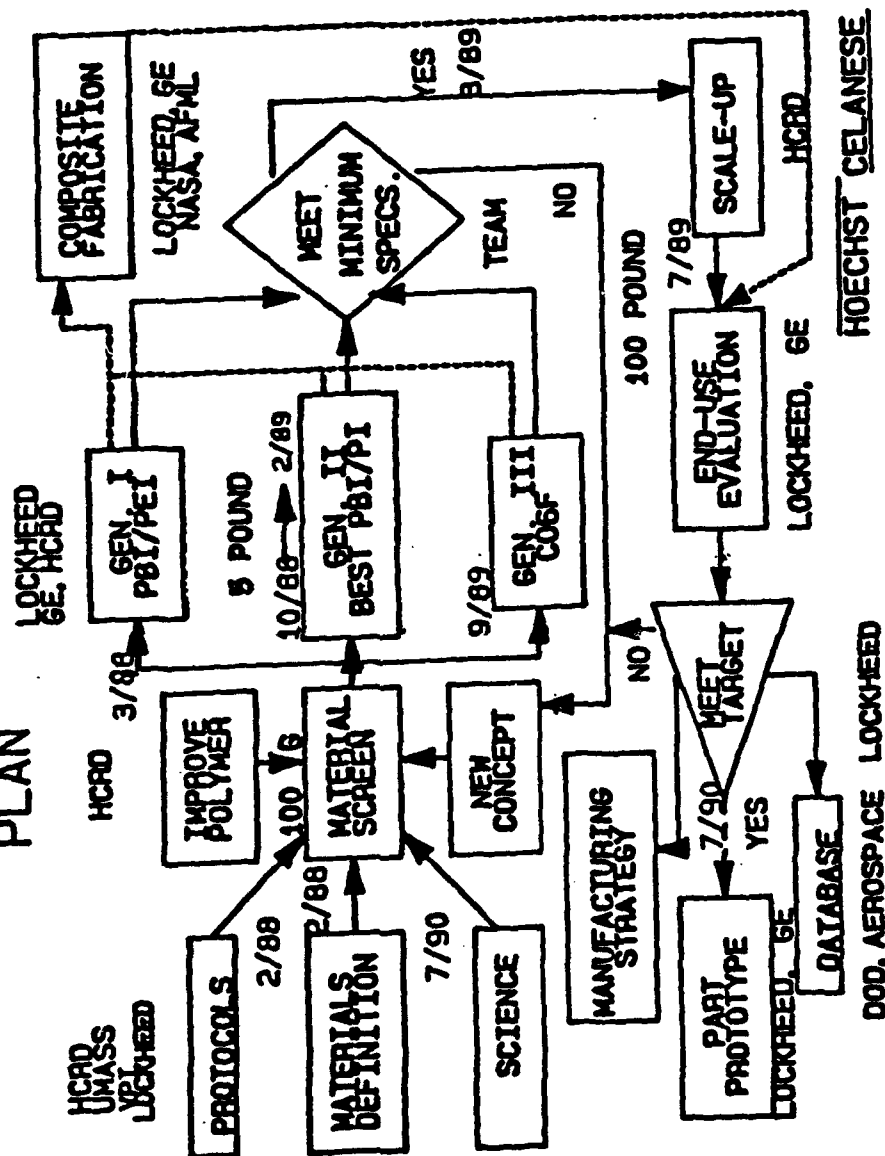 PLAN
HCRD
UMASS
VPI
LOCKHEED
HCRD
LOCKHEED
GE, HCRD
PROTOCOLS
2/88
IMPROVE
POLYMER
3/88
GEN. I
PBI/PEI
COMPOSITE
FABRICATION
LOCKHEED, GE
NASA, AFML
5 POUND
MATERIALS
DEFINITION
2/88
100 G
MATERIAL
SCREEN
10/88
2/89
GEN. II
BEST PBI/PI
MEET
MINIMUM
SPECS.
YES
3/89
SCIENCE
7/90
NEW
CONCEPT
9/89
GEN. III
CO6F
TEAM
NO
MANUFACTURING
STRATEGY
NO
100 POUND
7/89
PART
PROTOTYPE
LOCKHEED, GE
7/90
YES
MEET
TARGET
END-USE
EVALUATION
LOCKHEED, GE
SCALE-UP
HCRD
DATABASE
DOD, AEROSPACE LOCKHEED
HOECHST CELANESE